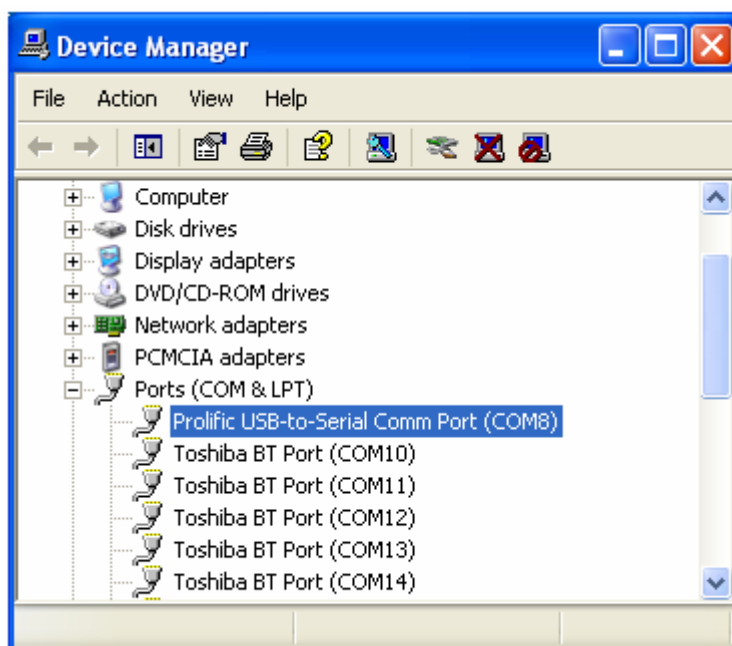 Device Manager
File Action View Help
Computer
Disk drives
Display adapters
DVD/CD-ROM drives
Network adapters
PCMCIA adapters
Ports (COM & LPT)
Prolific USB-to-Serial Comm Port (COM8)
Toshiba BT Port (COM10)
Toshiba BT Port (COM11)
Toshiba BT Port (COM12)
Toshiba BT Port (COM13)
Toshiba BT Port (COM14)